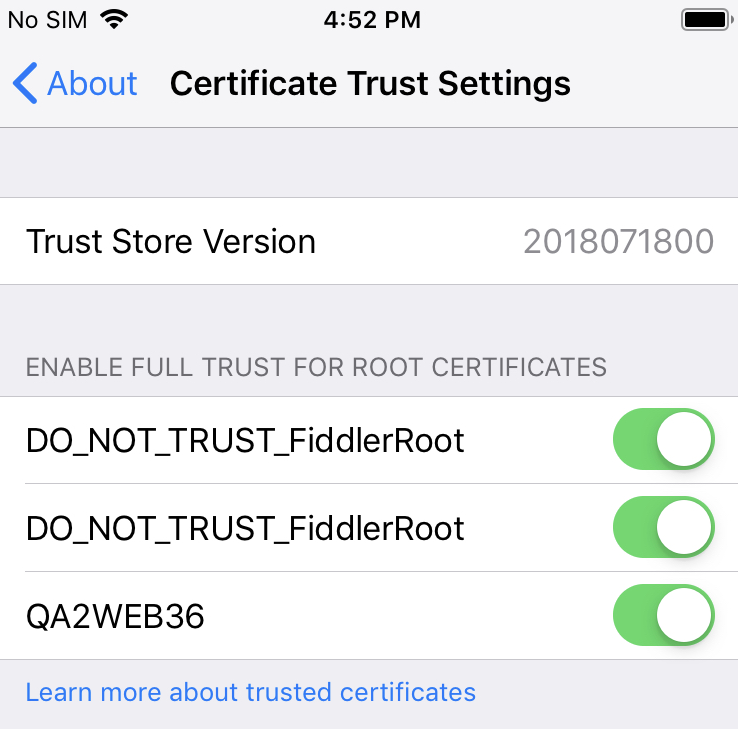 No SIM 4:52 PM
About Certificate Trust Settings
Trust Store Version 2018071800
ENABLE FULL TRUST FOR ROOT CERTIFICATES
DO_NOT_TRUST_FiddlerRoot
DO_NOT_TRUST_FiddlerRoot
QA2WEB36
Learn more about trusted certificates